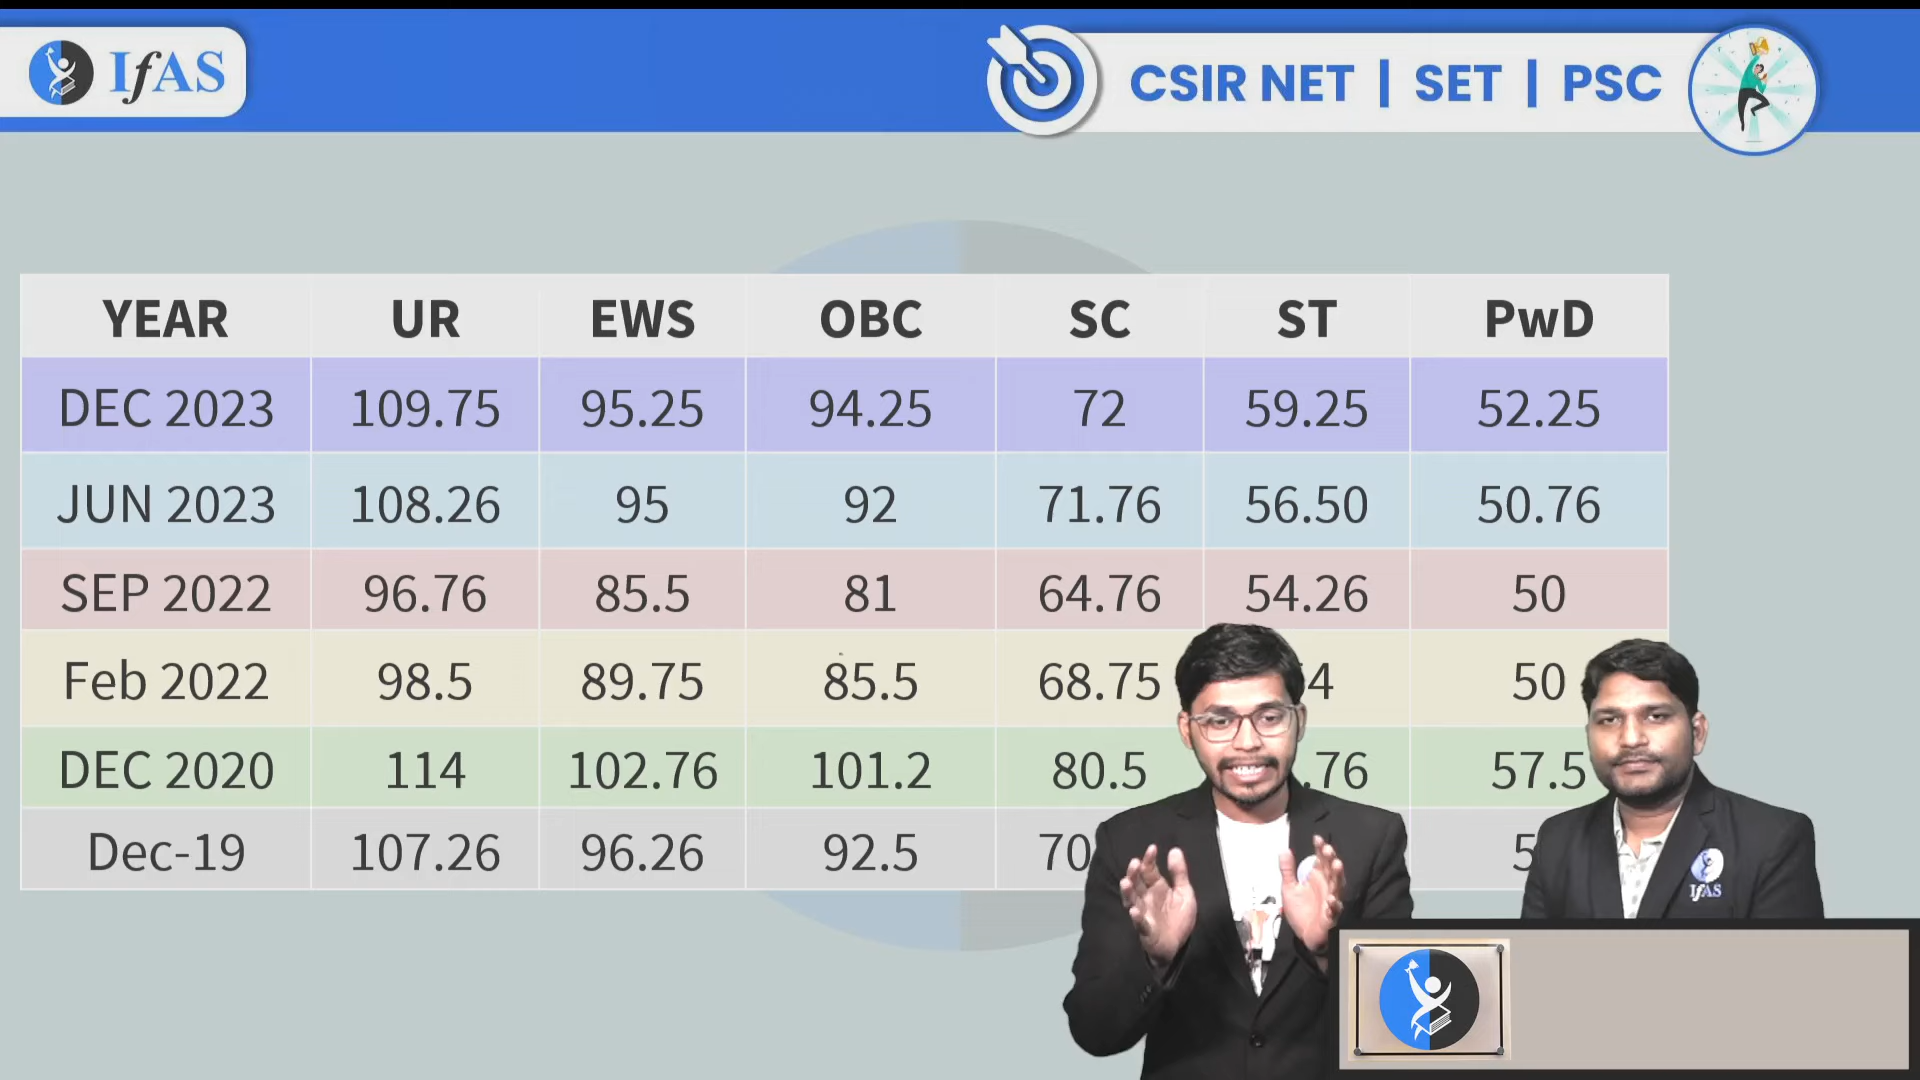 IfAS
CSIR NET | SET | PSC
YEAR UR EWS OBC SC ST PwD
DEC 2023 109.75 95.25 94.25 72 59.25 52.25
JUN 2023 108.26 95 92 71.76 56.50 50.76
SEP 2022 96.76 85.5 81 64.76 54.26 50
Feb 2022 98.5 89.75 85.5 68.75 50
DEC 2020 114 102.76 101.2 80.5 57.5
Dec-19 107.26 96.26 92.5
IfAS